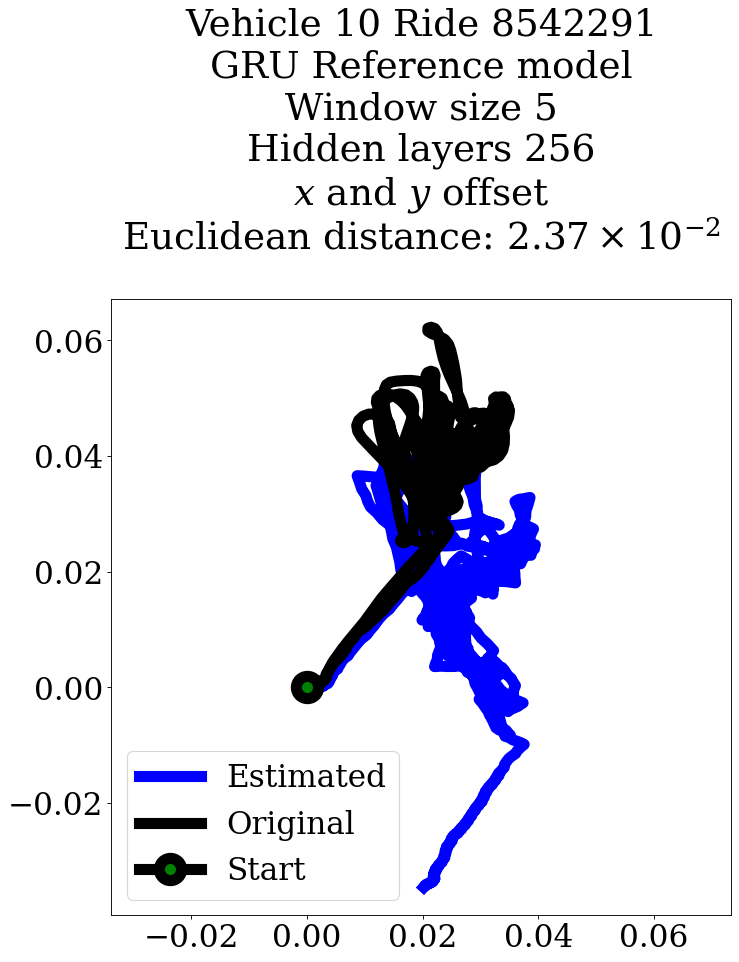 Vehicle 10 Ride 8542291
GRU Reference model
Window size 5
Hidden layers 256
x and y offset
Euclidean distance: 2.37 × 10⁻²
0.06
0.04
0.02
0.00
−0.02
Estimated
Original
Start
−0.02 0.00 0.02 0.04 0.06